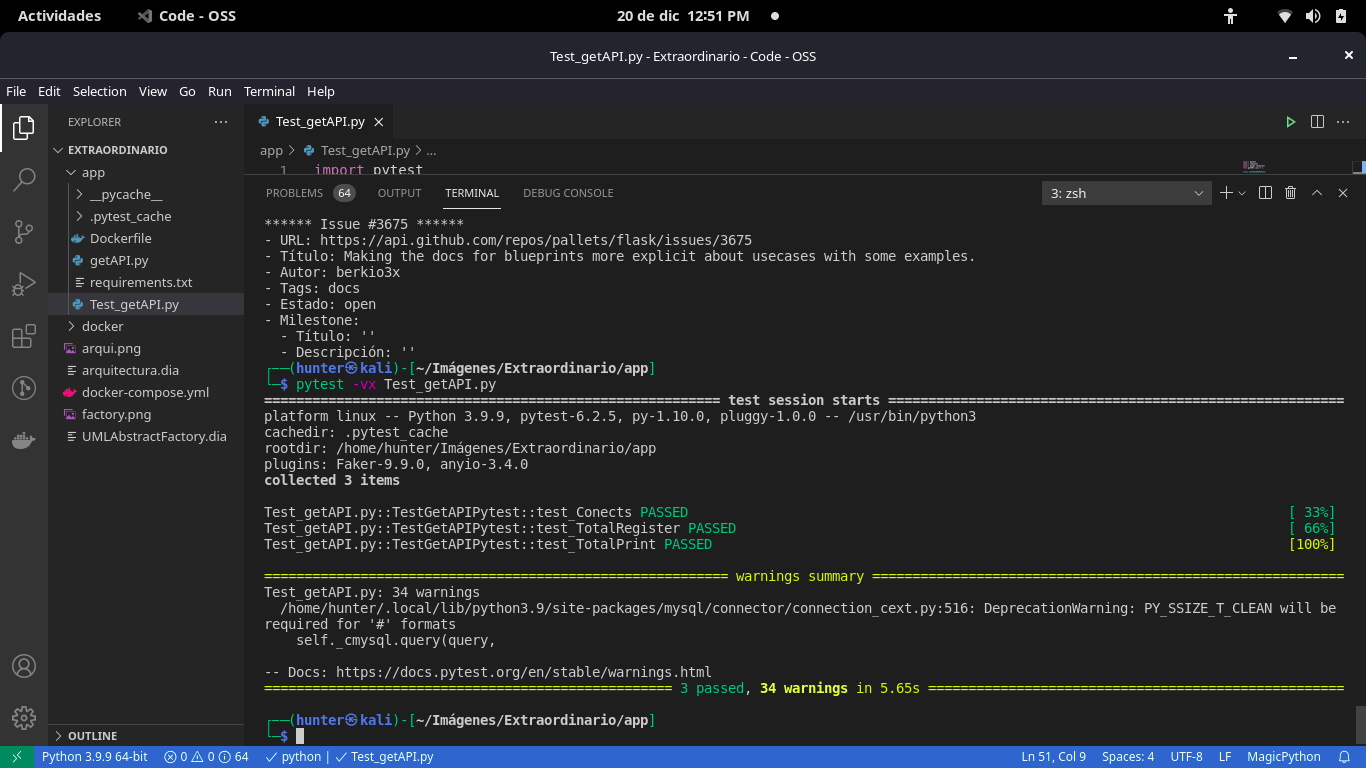 Actividades
Code - OSS
20 de dic 12:51 PM
Test_getAPI.py - Extraordinario - Code - OSS
File Edit Selection View Go Run Terminal Help
EXPLORER
EXTRAORDINARIO
app
__pycache__
.pytest_cache
Dockerfile
getAPI.py
requirements.txt
Test_getAPI.py
docker
arqui.png
arquitectura.dia
docker-compose.yml
factory.png
UMLAbstractFactory.dia
OUTLINE
Test_getAPI.py
app > Test_getAPI.py > ...
1 import pytest
PROBLEMS 64 OUTPUT TERMINAL DEBUG CONSOLE
3: zsh
****** Issue #3675 ******
- URL: https://api.github.com/repos/pallets/flask/issues/3675
- Título: Making the docs for blueprints more explicit about usecases with some examples.
- Autor: berkio3x
- Tags: docs
- Estado: open
- Milestone:
- Título: ''
- Descripción: ''
┌──(hunter㉿kali)-[~/Imágenes/Extraordinario/app]
└─$ pytest -vx Test_getAPI.py
========================================================= test session starts =========================================================
platform linux -- Python 3.9.9, pytest-6.2.5, py-1.10.0, pluggy-1.0.0 -- /usr/bin/python3
cachedir: .pytest_cache
rootdir: /home/hunter/Imágenes/Extraordinario/app
plugins: Faker-9.9.0, anyio-3.4.0
collected 3 items
Test_getAPI.py::TestGetAPIPytest::test_Conects PASSED [ 33%]
Test_getAPI.py::TestGetAPIPytest::test_TotalRegister PASSED [ 66%]
Test_getAPI.py::TestGetAPIPytest::test_TotalPrint PASSED [100%]
========================================================== warnings summary ===========================================================
Test_getAPI.py: 34 warnings
/home/hunter/.local/lib/python3.9/site-packages/mysql/connector/connection_cext.py:516: DeprecationWarning: PY_SSIZE_T_CLEAN will be
required for '#' formats
self._cmysql.query(query,
-- Docs: https://docs.pytest.org/en/stable/warnings.html
=================================================== 3 passed, 34 warnings in 5.65s ====================================================
┌──(hunter㉿kali)-[~/Imágenes/Extraordinario/app]
└─$
Python 3.9.9 64-bit 0 0 64 python | Test_getAPI.py Ln 51, Col 9 Spaces: 4 UTF-8 LF MagicPython